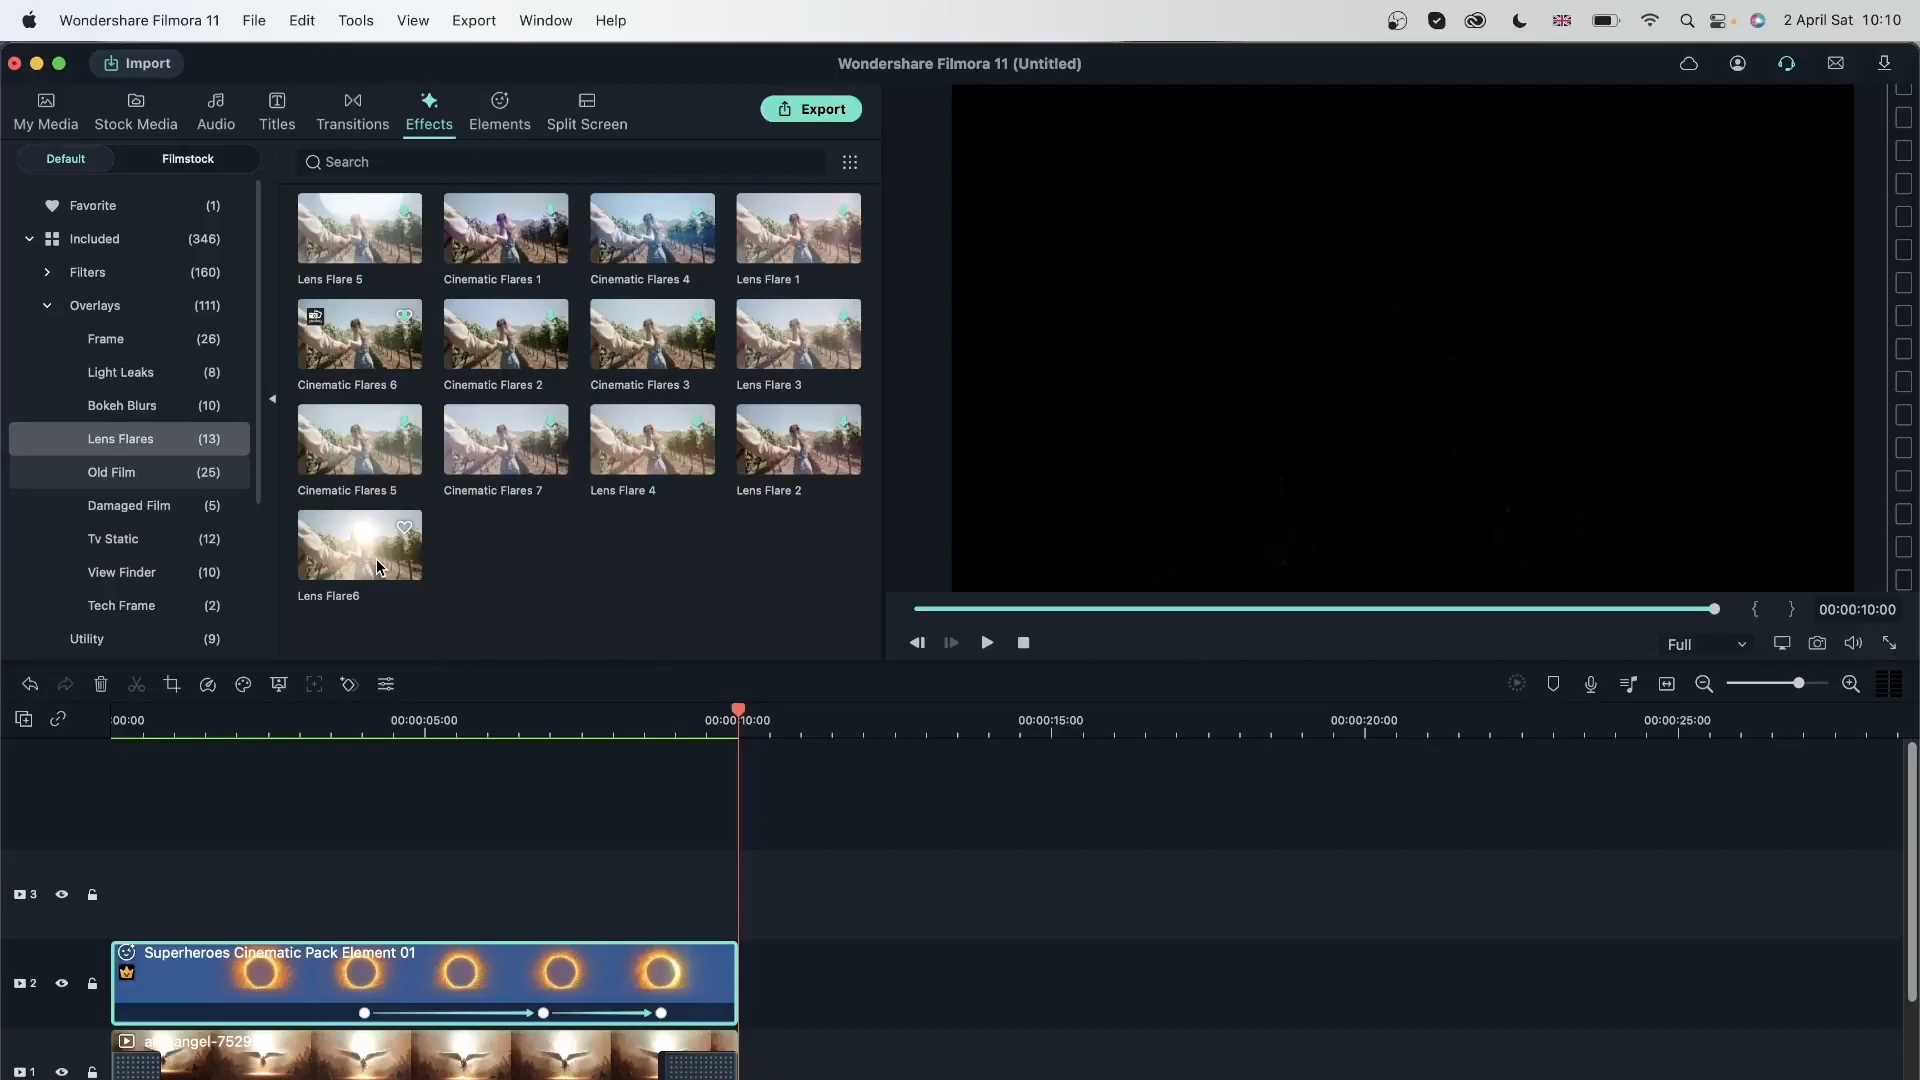 Wondershare Filmora 11 File Edit Tools View Export Window Help 2 April Sat 10:10
Import Wondershare Filmora 11 (Untitled)
My Media Stock Media Audio Titles Transitions Effects Elements Split Screen Export
Default Filmstock Search
Favorite (1)
Included (346)
Filters (160)
Overlays (111)
Frame (26)
Light Leaks (8)
Bokeh Blurs (10)
Lens Flares (13)
Old Film (25)
Damaged Film (5)
Tv Static (12)
View Finder (10)
Tech Frame (2)
Utility (9)
Lens Flare 5 Cinematic Flares 1 Cinematic Flares 4 Lens Flare 1
Cinematic Flares 6 Cinematic Flares 2 Cinematic Flares 3 Lens Flare 3
Cinematic Flares 5 Cinematic Flares 7 Lens Flare 4 Lens Flare 2
Lens Flare6
{ } 00:00:10:00
Full
:00:00 00:00:05:00 00:00:10:00 00:00:15:00 00:00:20:00 00:00:25:00
3
Superheroes Cinematic Pack Element 01
2
1